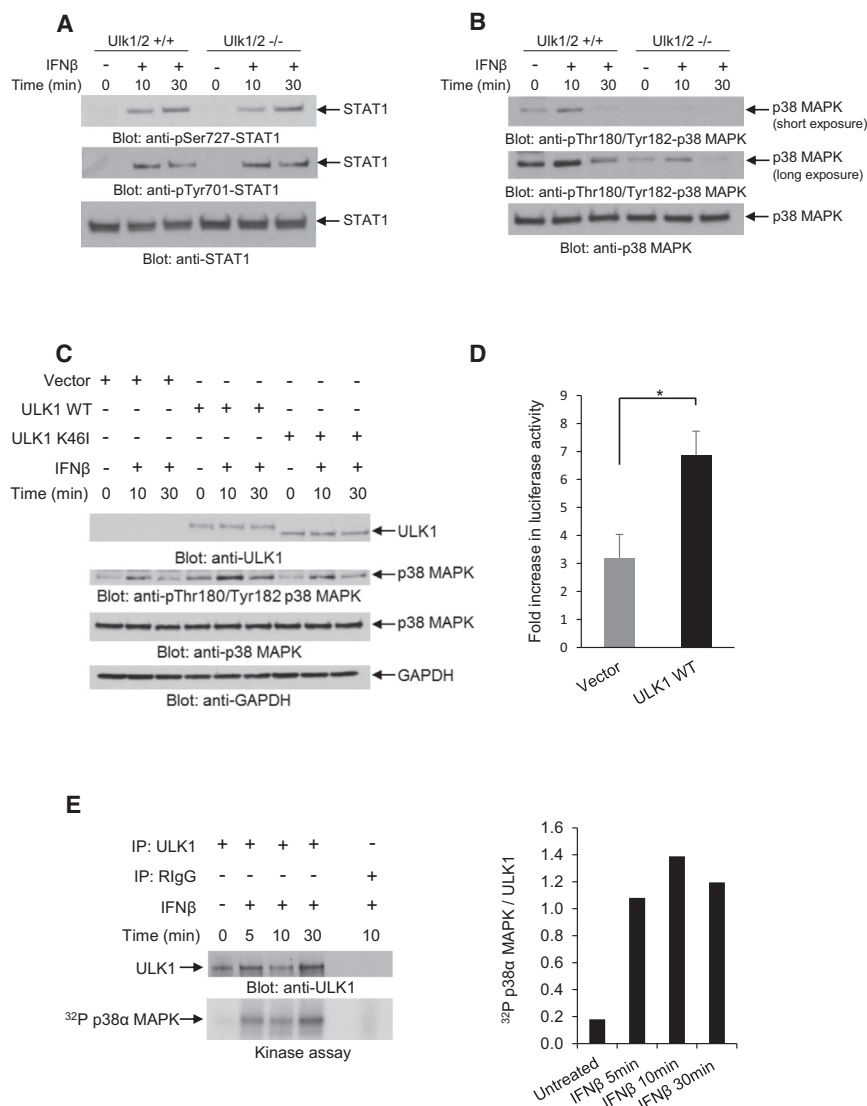 A
Ulk1/2 +/+ Ulk1/2 -/-
IFNβ - + + - + +
Time (min) 0 10 30 0 10 30
STAT1
Blot: anti-pSer727-STAT1
STAT1
Blot: anti-pTyr701-STAT1
STAT1
Blot: anti-STAT1
B
Ulk1/2 +/+ Ulk1/2 -/-
IFNβ - + + - + +
Time (min) 0 10 30 0 10 30
p38 MAPK
(short exposure)
Blot: anti-pThr180/Tyr182-p38 MAPK
p38 MAPK
(long exposure)
Blot: anti-pThr180/Tyr182-p38 MAPK
p38 MAPK
Blot: anti-p38 MAPK
C
Vector + + + - - - - - -
ULK1 WT - - - + + + - - -
ULK1 K46I - - - - - - + + +
IFNβ - + + - + + - + +
Time (min) 0 10 30 0 10 30 0 10 30
ULK1
Blot: anti-ULK1
p38 MAPK
Blot: anti-pThr180/Tyr182 p38 MAPK
p38 MAPK
Blot: anti-p38 MAPK
GAPDH
Blot: anti-GAPDH
D
Fold increase in luciferase activity
9
8
7
6
5
4
3
2
1
0
*
Vector
ULK1 WT
E
IP: ULK1 + + + + -
IP: RIgG - - - - +
IFNβ - + + + +
Time (min) 0 5 10 30 10
ULK1
Blot: anti-ULK1
³²P p38α MAPK
Kinase assay
³²P p38α MAPK / ULK1
1.6
1.4
1.2
1.0
0.8
0.6
0.4
0.2
0.0
Untreated
IFNβ 5min
IFNβ 10min
IFNβ 30min